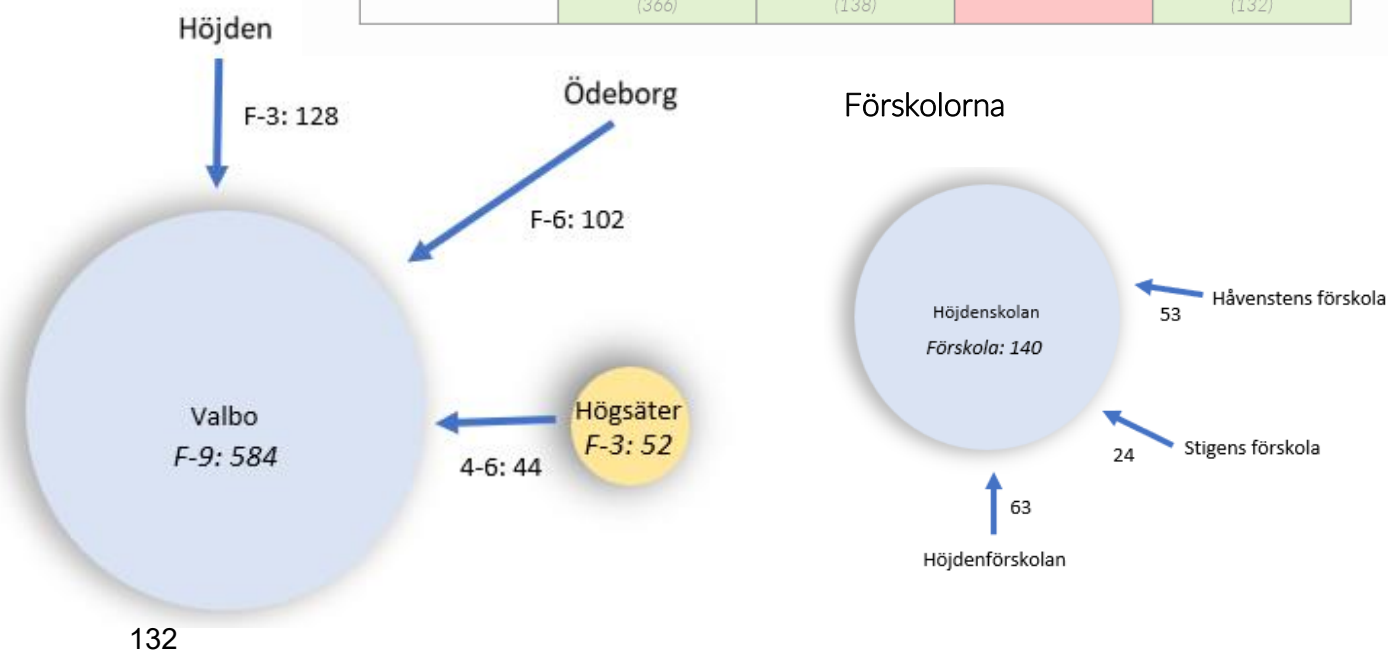 (366) (138) (132)
Höjden
F-3: 128
Ödeborg
F-6: 102
Valbo
F-9: 584
Högsäter
F-3: 52
4-6: 44
132
Förskolorna
Höjdenskolan
Förskola: 140
Håvenstens förskola
53
Stigens förskola
24
63
Höjdenförskolan